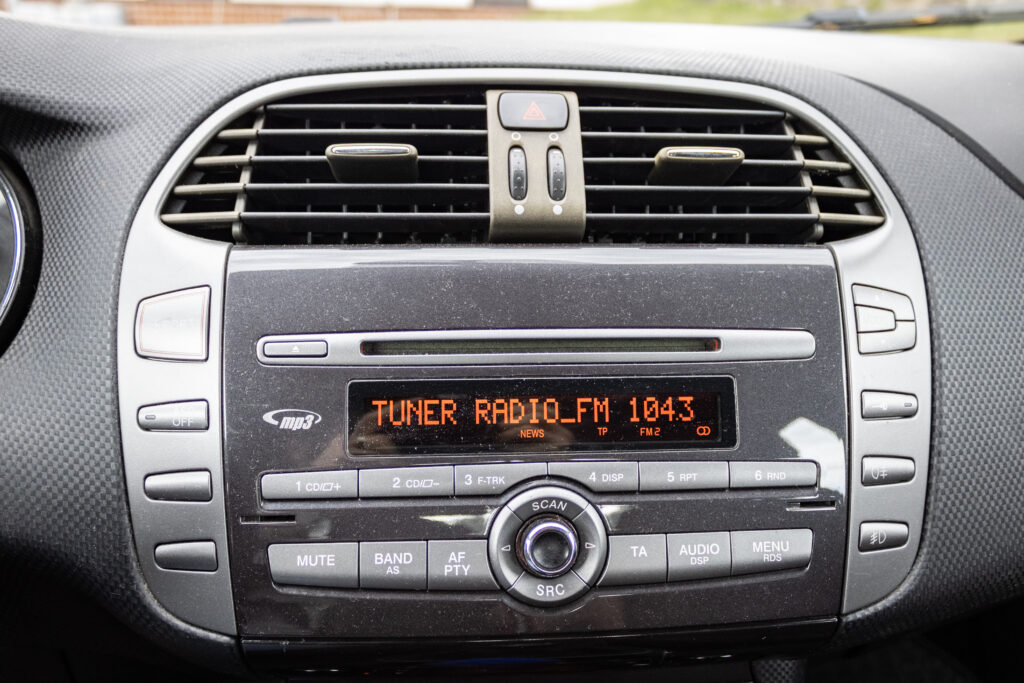 TUNER RADIO_FM 1043
NEWS TP FM2
mp3
1 CD/▱+ 2 CD/▱− 3 F-TRK 4 DISP 5 RPT 6 RND
SCAN
MUTE BAND AS AF PTY TA AUDIO DSP MENU RDS
SRC
OFF